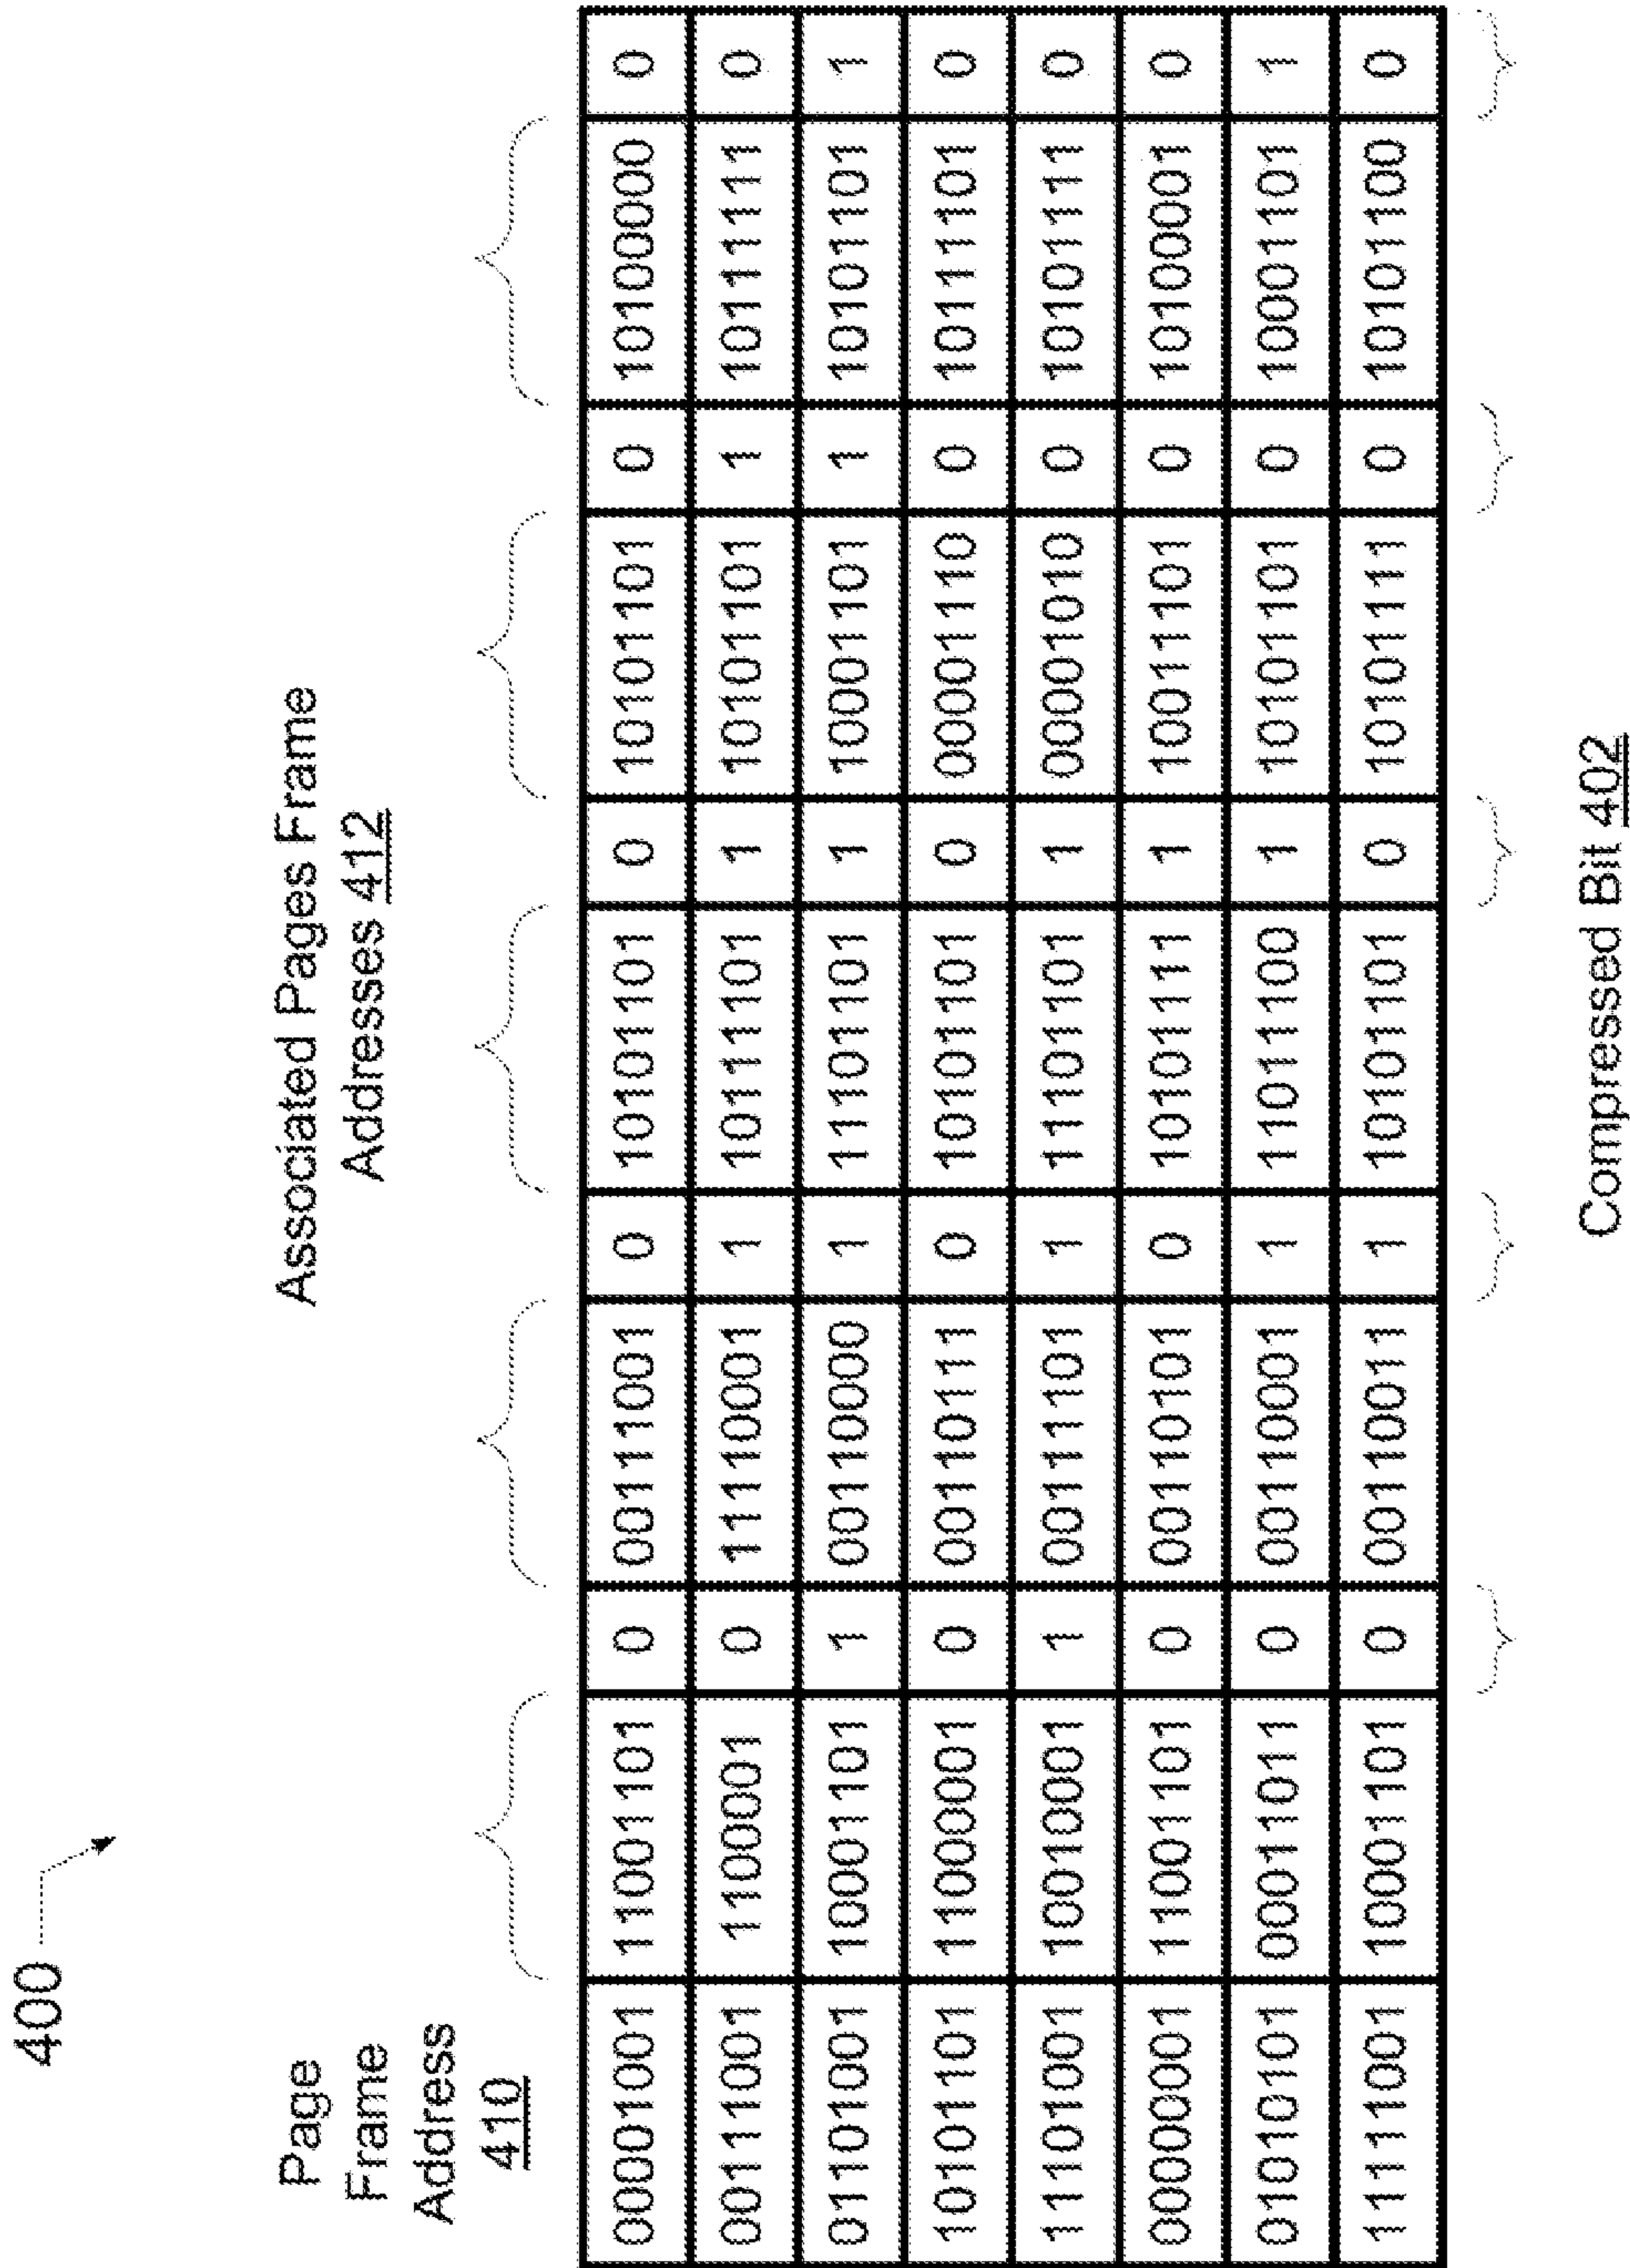 400
Page
Frame
Address
410
Associated Pages Frame
Addresses 412
00001001 11001101 0 00111001 0 10101101 0 10101101 0 10100000 0
00111001 1100001 0 11110001 1 10111101 1 10101101 1 10111111 0
01101001 10001101 1 00110000 1 11101101 1 10001101 1 10101101 1
10101101 11000001 0 00110111 0 10101101 0 00001110 0 10111101 0
11101001 10010001 1 00111101 1 11101101 1 00001010 0 10101111 0
00000001 11001101 0 00110101 0 10101111 1 10011101 0 10100001 0
01010101 00011011 0 00110001 1 11011100 1 10101101 0 10001101 1
11111001 10001101 0 00110011 1 10101101 0 10101111 0 10101100 0
Compressed Bit 402